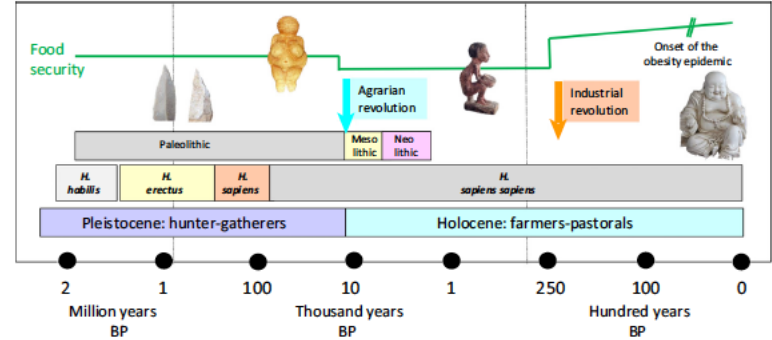 Food
security
Onset of the
obesity epidemic
Agrarian
revolution
Industrial
revolution
Paleolithic
Meso
lithic
Neo
lithic
H.
habilis
H.
erectus
H.
sapiens
H.
sapiens sapiens
Pleistocene: hunter-gatherers
Holocene: farmers-pastorals
2
1
100
10
1
250
100
0
Million years
BP
Thousand years
BP
Hundred years
BP